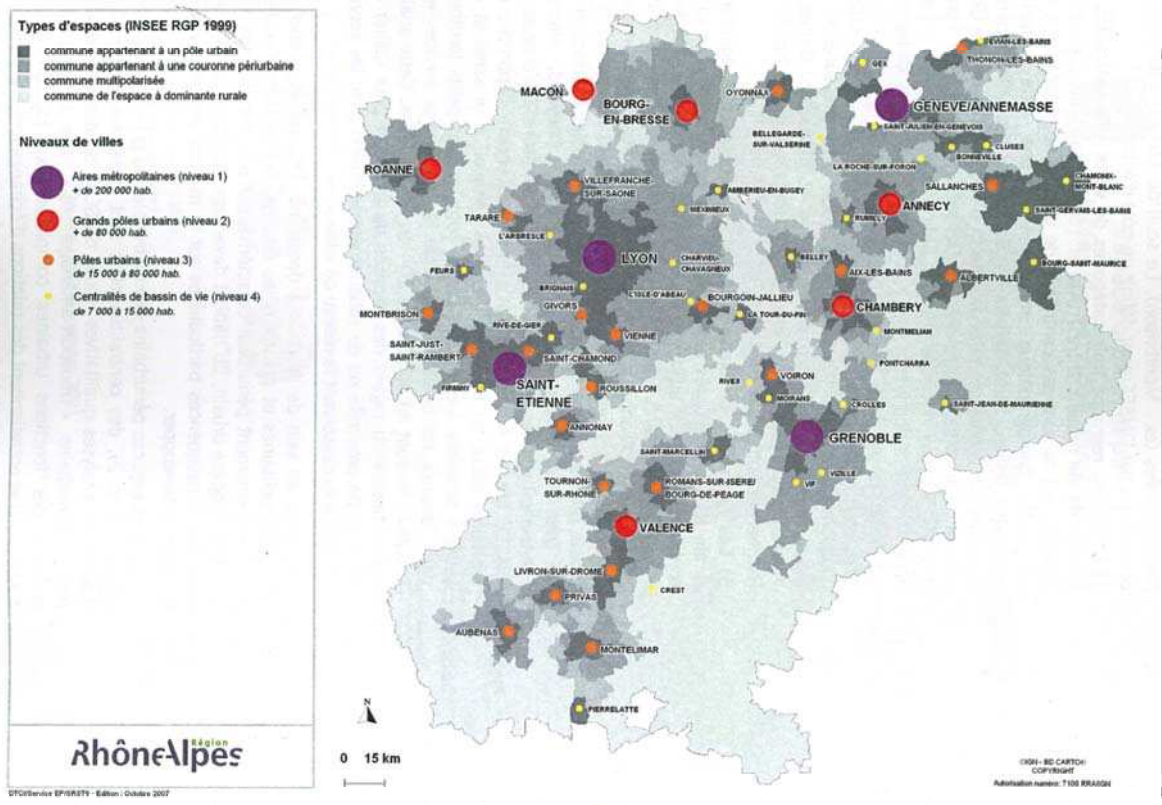 Types d'espaces (INSEE RGP 1999)
commune appartenant à un pôle urbain
commune appartenant à une couronne périurbaine
commune multipolarisée
commune de l'espace à dominante rurale
Niveaux de villes
Aires métropolitaines (niveau 1)
+ de 200 000 hab.
Grands pôles urbains (niveau 2)
+ de 80 000 hab.
Pôles urbains (niveau 3)
de 15 000 à 80 000 hab.
Centralités de bassin de vie (niveau 4)
de 7 000 à 15 000 hab.
EVIAN-LES-BAINS
THONON-LES-BAINS
GEX
OYONNAX
MACON
BOURG-
EN-BRESSE
GENEVE/ANNEMASSE
SAINT-JULIEN-EN-GENEVOIS
BELLEGARDE-
SUR-VALSERINE
CLUSES
BONNEVILLE
LA ROCHE-SUR-FORON
ROANNE
VILLEFRANCHE-
SUR-SAONE
AMBERIEU-EN-BUGEY
SALLANCHES
CHAMONIX-
MONT-BLANC
MEXIMIEUX
ANNECY
SAINT-GERVAIS-LES-BAINS
TARARE
RUMILLY
L'ARBRESLE
LYON
CHARVIEU-
CHAVAGNEUX
BELLEY
BOURG-SAINT-MAURICE
FEURS
AIX-LES-BAINS
ALBERTVILLE
BRIGNAIS
L'ISLE-D'ABEAU
BOURGOIN-JALLIEU
GIVORS
CHAMBERY
MONTBRISON
LA TOUR-DU-PIN
RIVE-DE-GIER
VIENNE
MONTMELIAN
SAINT-JUST-
SAINT-RAMBERT
SAINT-CHAMOND
PONTCHARRA
VOIRON
RIVES
FIRMINY
SAINT-
ETIENNE
ROUSSILLON
MOIRANS
CROLLES
SAINT-JEAN-DE-MAURIENNE
ANNONAY
GRENOBLE
SAINT-MARCELLIN
VIZILLE
VIF
TOURNON-
SUR-RHONE
ROMANS-SUR-ISERE/
BOURG-DE-PEAGE
VALENCE
LIVRON-SUR-DROME
CREST
PRIVAS
AUBENAS
MONTELIMAR
PIERRELATTE
N
0 15 km
Région
RhôneAlpes
Edition : Octobre 2007
©IGN - BD CARTO®
COPYRIGHT
Autorisation numéro: 7100